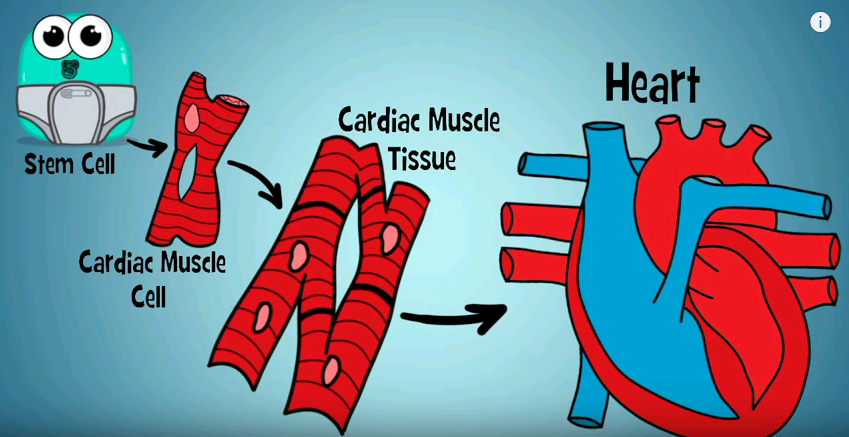 Heart
Cardiac Muscle
Tissue
Stem Cell
Cardiac Muscle
Cell
i